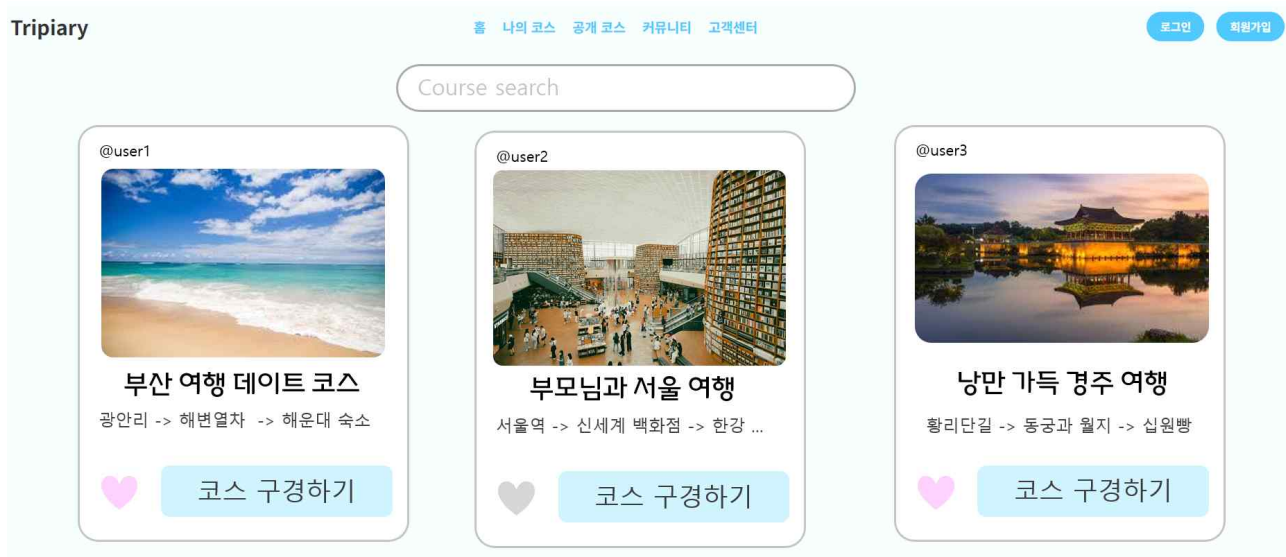 Tripiary
홈 나의 코스 공개 코스 커뮤니티 고객센터
로그인 회원가입
Course search
@user1
부산 여행 데이트 코스
광안리 -> 해변열차 -> 해운대 숙소
코스 구경하기
@user2
부모님과 서울 여행
서울역 -> 신세계 백화점 -> 한강 ...
코스 구경하기
@user3
낭만 가득 경주 여행
황리단길 -> 동궁과 월지 -> 십원빵
코스 구경하기